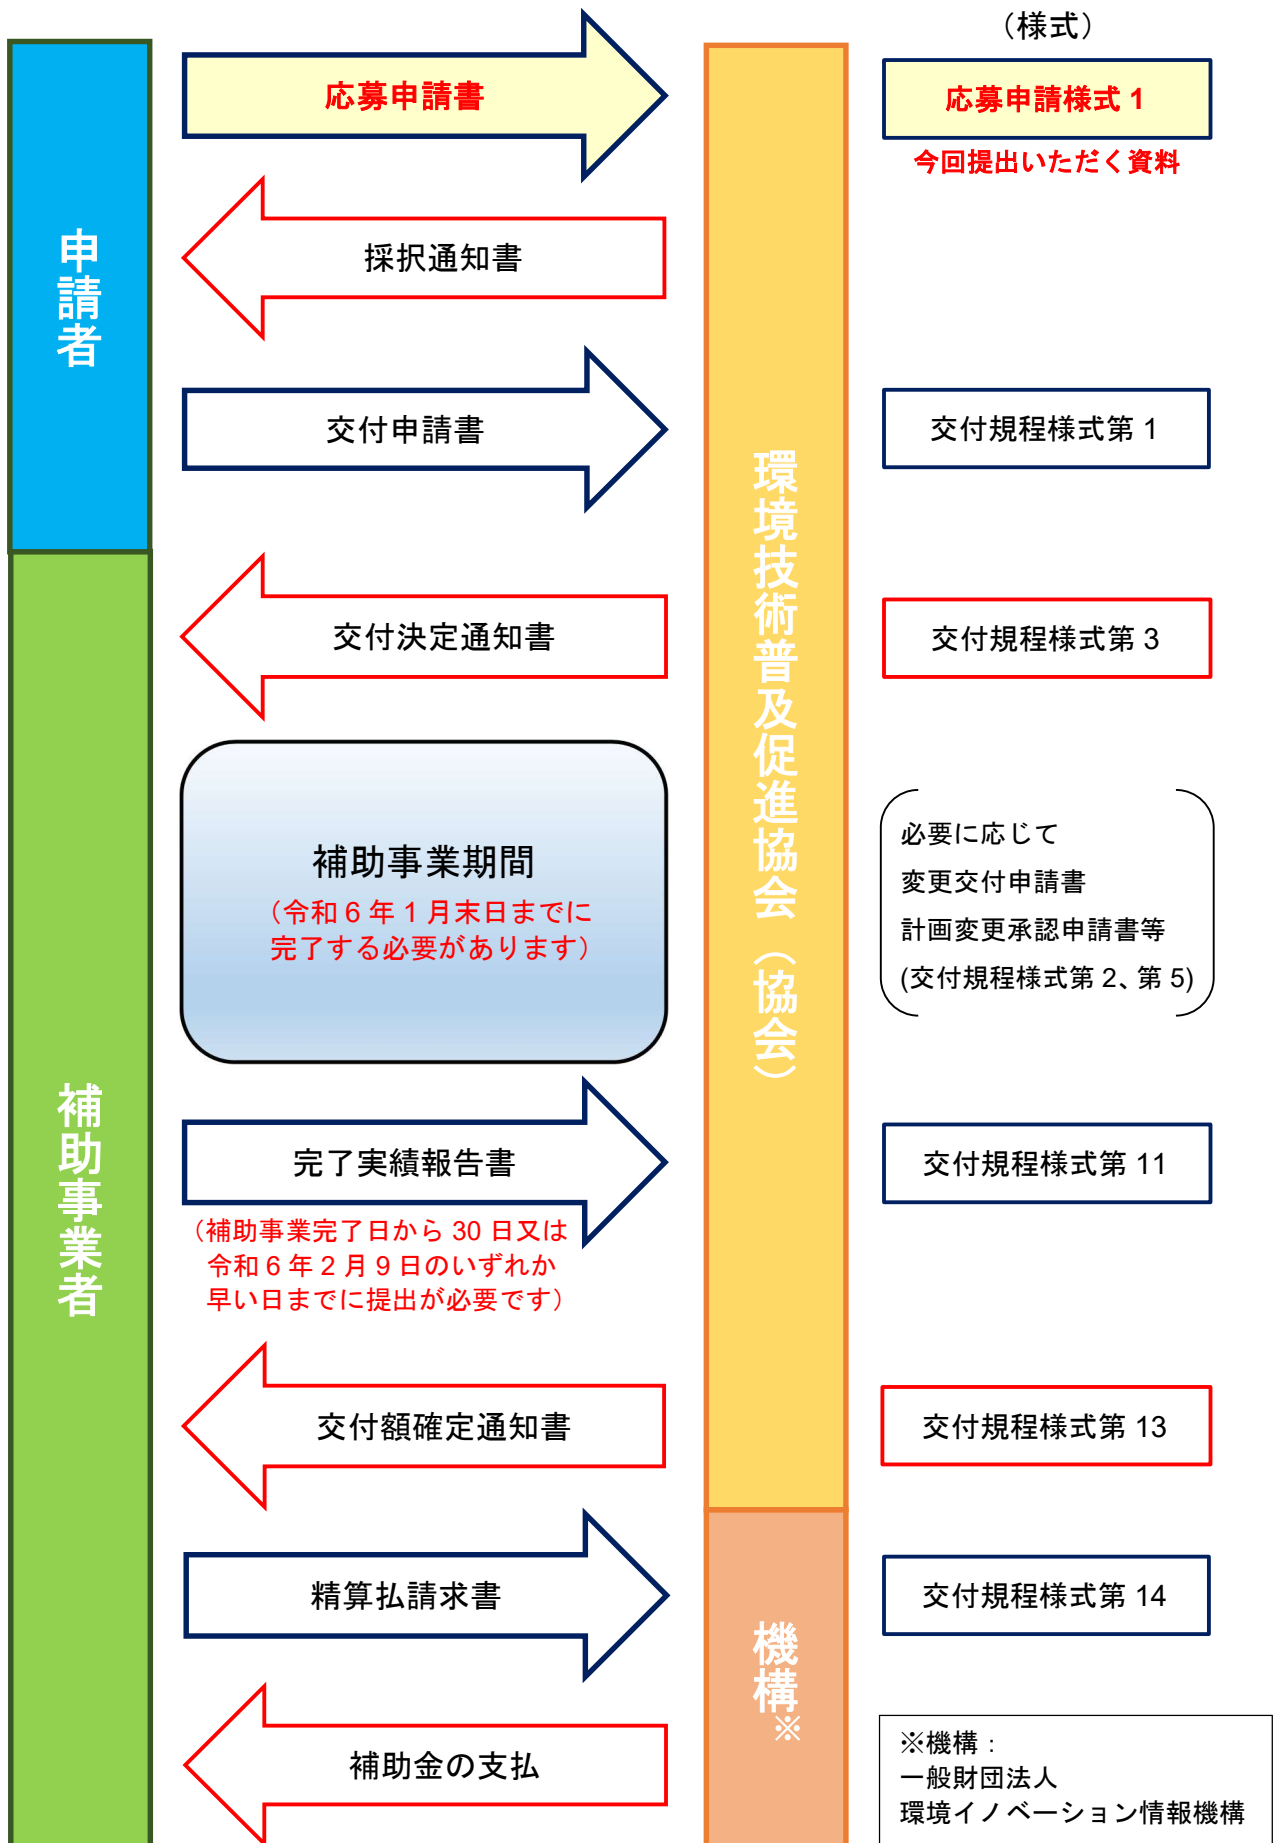 (様式)
応募申請書
応募申請様式 1
今回提出いただく資料
申請者
採択通知書
交付申請書
交付規程様式第 1
環境技術普及促進協会（協会）
交付決定通知書
交付規程様式第 3
補助事業期間
（令和 6 年 1 月末日までに
完了する必要があります）
必要に応じて
変更交付申請書
計画変更承認申請書等
(交付規程様式第 2、第 5)
補助事業者
完了実績報告書
交付規程様式第 11
（補助事業完了日から 30 日又は
令和 6 年 2 月 9 日のいずれか
早い日までに提出が必要です）
交付額確定通知書
交付規程様式第 13
精算払請求書
交付規程様式第 14
機構※
補助金の支払
※機構：
一般財団法人
環境イノベーション情報機構